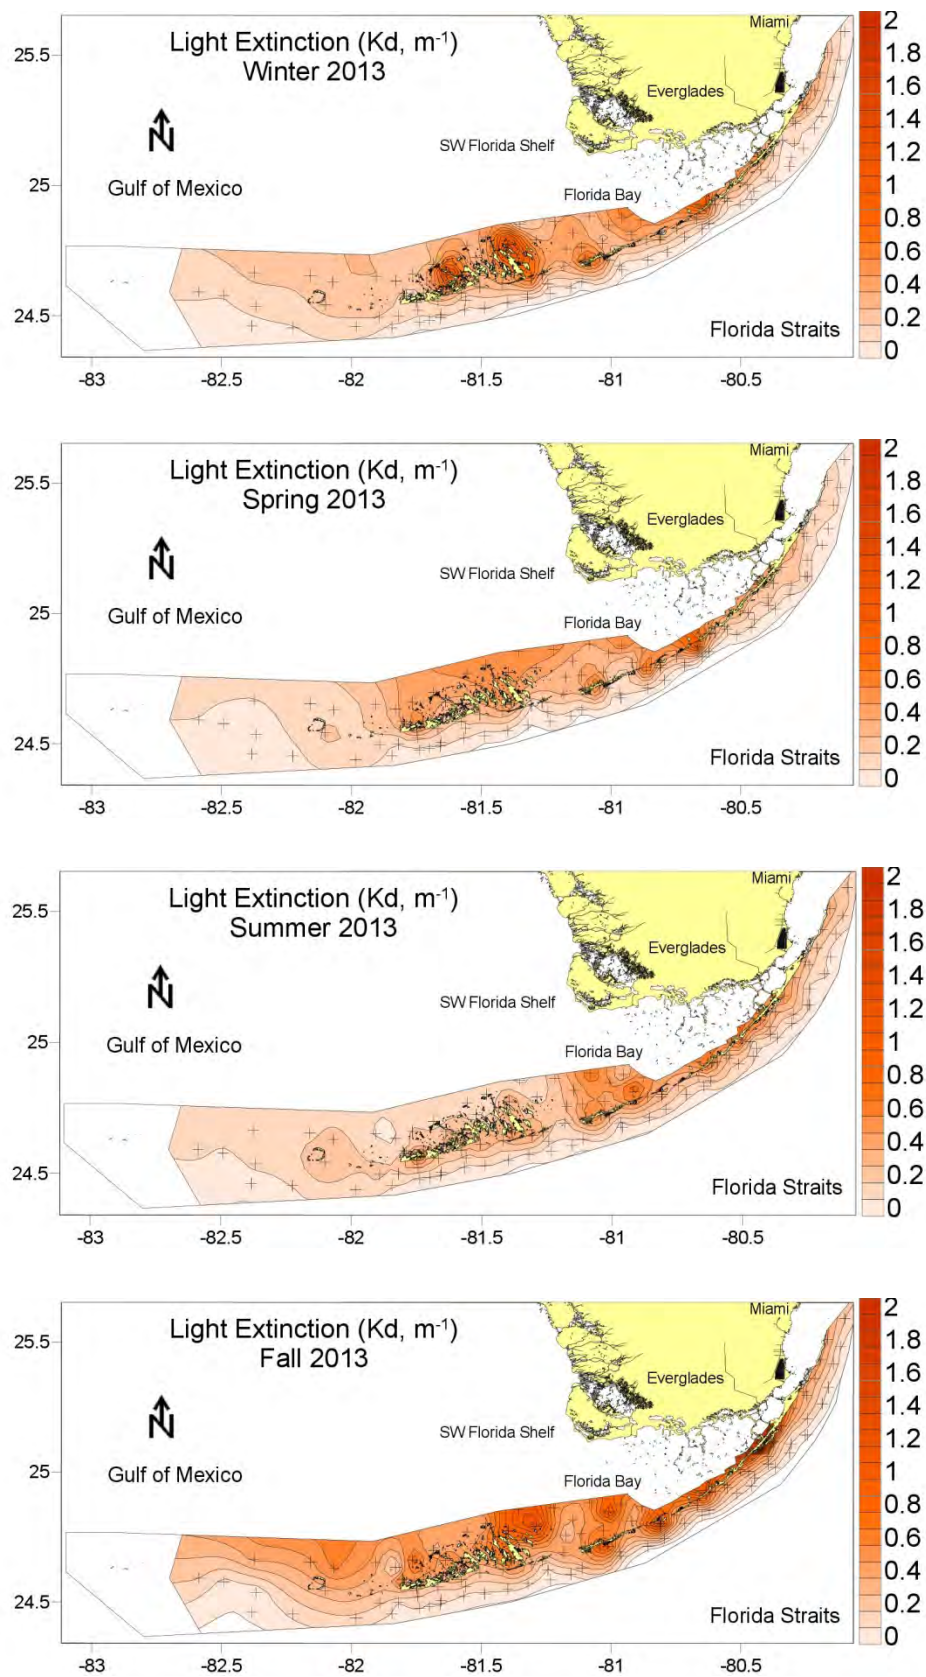 Light Extinction (Kd, m⁻¹)
Winter 2013
Miami
Everglades
SW Florida Shelf
Florida Bay
N
Gulf of Mexico
Florida Straits
25.5
25
24.5
-83 -82.5 -82 -81.5 -81 -80.5
2
1.8
1.6
1.4
1.2
1
0.8
0.6
0.4
0.2
0
Light Extinction (Kd, m⁻¹)
Spring 2013
Miami
Everglades
SW Florida Shelf
Florida Bay
N
Gulf of Mexico
Florida Straits
25.5
25
24.5
-83 -82.5 -82 -81.5 -81 -80.5
2
1.8
1.6
1.4
1.2
1
0.8
0.6
0.4
0.2
0
Light Extinction (Kd, m⁻¹)
Summer 2013
Miami
Everglades
SW Florida Shelf
Florida Bay
N
Gulf of Mexico
Florida Straits
25.5
25
24.5
-83 -82.5 -82 -81.5 -81 -80.5
2
1.8
1.6
1.4
1.2
1
0.8
0.6
0.4
0.2
0
Light Extinction (Kd, m⁻¹)
Fall 2013
Miami
Everglades
SW Florida Shelf
Florida Bay
N
Gulf of Mexico
Florida Straits
25.5
25
24.5
-83 -82.5 -82 -81.5 -81 -80.5
2
1.8
1.6
1.4
1.2
1
0.8
0.6
0.4
0.2
0